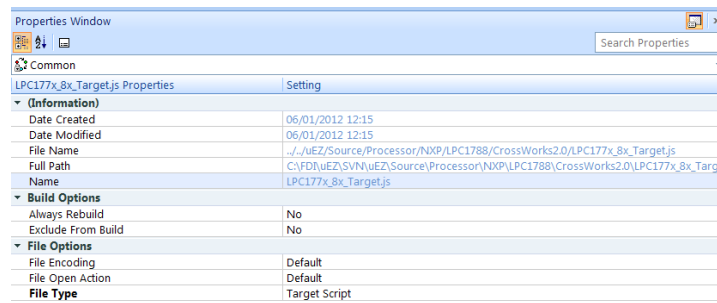 Properties Window
Search Properties
Common
LPC177x_8x_Target.js Properties Setting
(Information)
Date Created 06/01/2012 12:15
Date Modified 06/01/2012 12:15
File Name ../../uEZ/Source/Processor/NXP/LPC1788/CrossWorks2.0/LPC177x_8x_Target.js
Full Path C:\FDI\uEZ\SVN\uEZ\Source\Processor\NXP\LPC1788\CrossWorks2.0\LPC177x_8x_Targ
Name LPC177x_8x_Target.js
Build Options
Always Rebuild No
Exclude From Build No
File Options
File Encoding Default
File Open Action Default
File Type Target Script